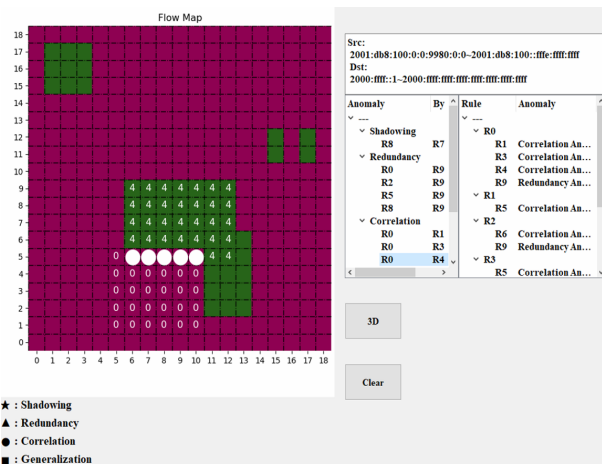 Flow Map
18
17
16
15
14
13
12
11
10
9 4 4 4 4 4 4 4
8 4 4 4 4 4 4 4
7 4 4 4 4 4 4 4
6 4 4 4 4 4 4 4
5 0 4 4
4 0 0 0 0 0 0
3 0 0 0 0 0 0
2 0 0 0 0 0 0
1 0 0 0 0 0 0
0
0 1 2 3 4 5 6 7 8 9 10 11 12 13 14 15 16 17 18
★ : Shadowing
▲ : Redundancy
● : Correlation
■ : Generalization
Src:
2001:db8:100:0:0:9980:0:0~2001:db8:100::fffe:ffff:ffff
Dst:
2000:ffff::1~2000:ffff:ffff:ffff:ffff:ffff:ffff:ffff
Anomaly By
---
Shadowing
R8 R7
Redundancy
R0 R9
R2 R9
R5 R9
R8 R9
Correlation
R0 R1
R0 R3
R0 R4
Rule Anomaly
---
R0
R1 Correlation An...
R3 Correlation An...
R4 Correlation An...
R9 Redundancy An...
R1
R5 Correlation An...
R2
R6 Correlation An...
R9 Redundancy An...
R3
R5 Correlation An...
3D
Clear